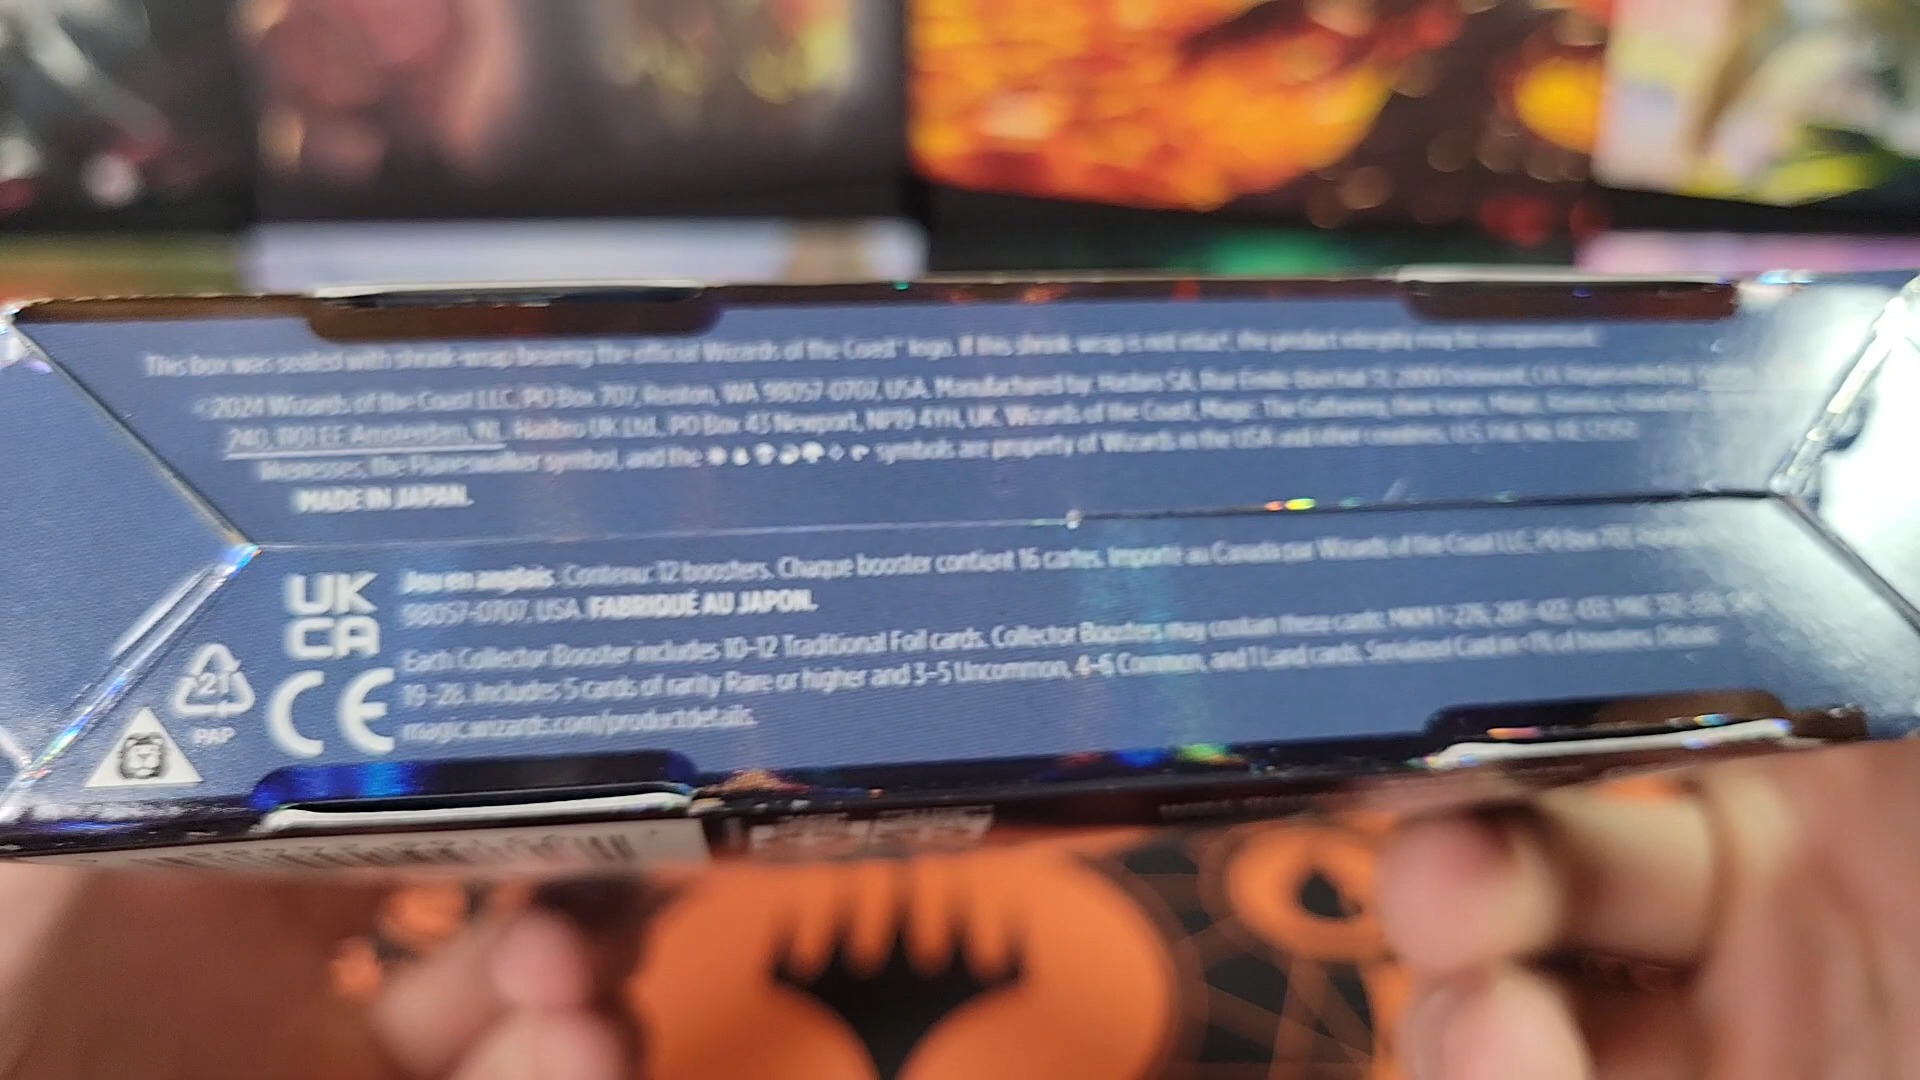 This box was sealed with shrink-wrap bearing the official Wizards of the Coast® logo. If this shrink-wrap is not intact, the product integrity may be compromised.
©2024 Wizards of the Coast LLC, PO Box 707, Renton, WA 98057-0707, USA. Manufactured by: Hasbro SA, Rue Emile-Boéchat 31, 2800 Delémont, CH. Represented by
240, 1101 EE Amsterdam, NL. Hasbro UK Ltd., PO Box 43 Newport, NP19 4YH, UK. Wizards of the Coast, Magic: The Gathering, their logos, Magic,
likenesses, the Planeswalker symbol, and the symbols are property of Wizards in the USA and other countries. U.S. Pat. No.
MADE IN JAPAN.
Jeu en anglais. Contenu: 12 boosters. Chaque booster contient 16 cartes. Importé au Canada par Wizards of the Coast LLC, PO Box 707,
98057-0707, USA. FABRIQUÉ AU JAPON.
Each Collector Booster includes 10–12 Traditional Foil cards. Collector Boosters may contain these cards: MKM 1–276,
19–28. Includes 5 cards of rarity Rare or higher and 3–5 Uncommon, 4–6 Common, and 1 Land cards. Serialized Card in <1% of boosters. Details:
magic.wizards.com/productdetails.
UK
CA
CE
21
PAP